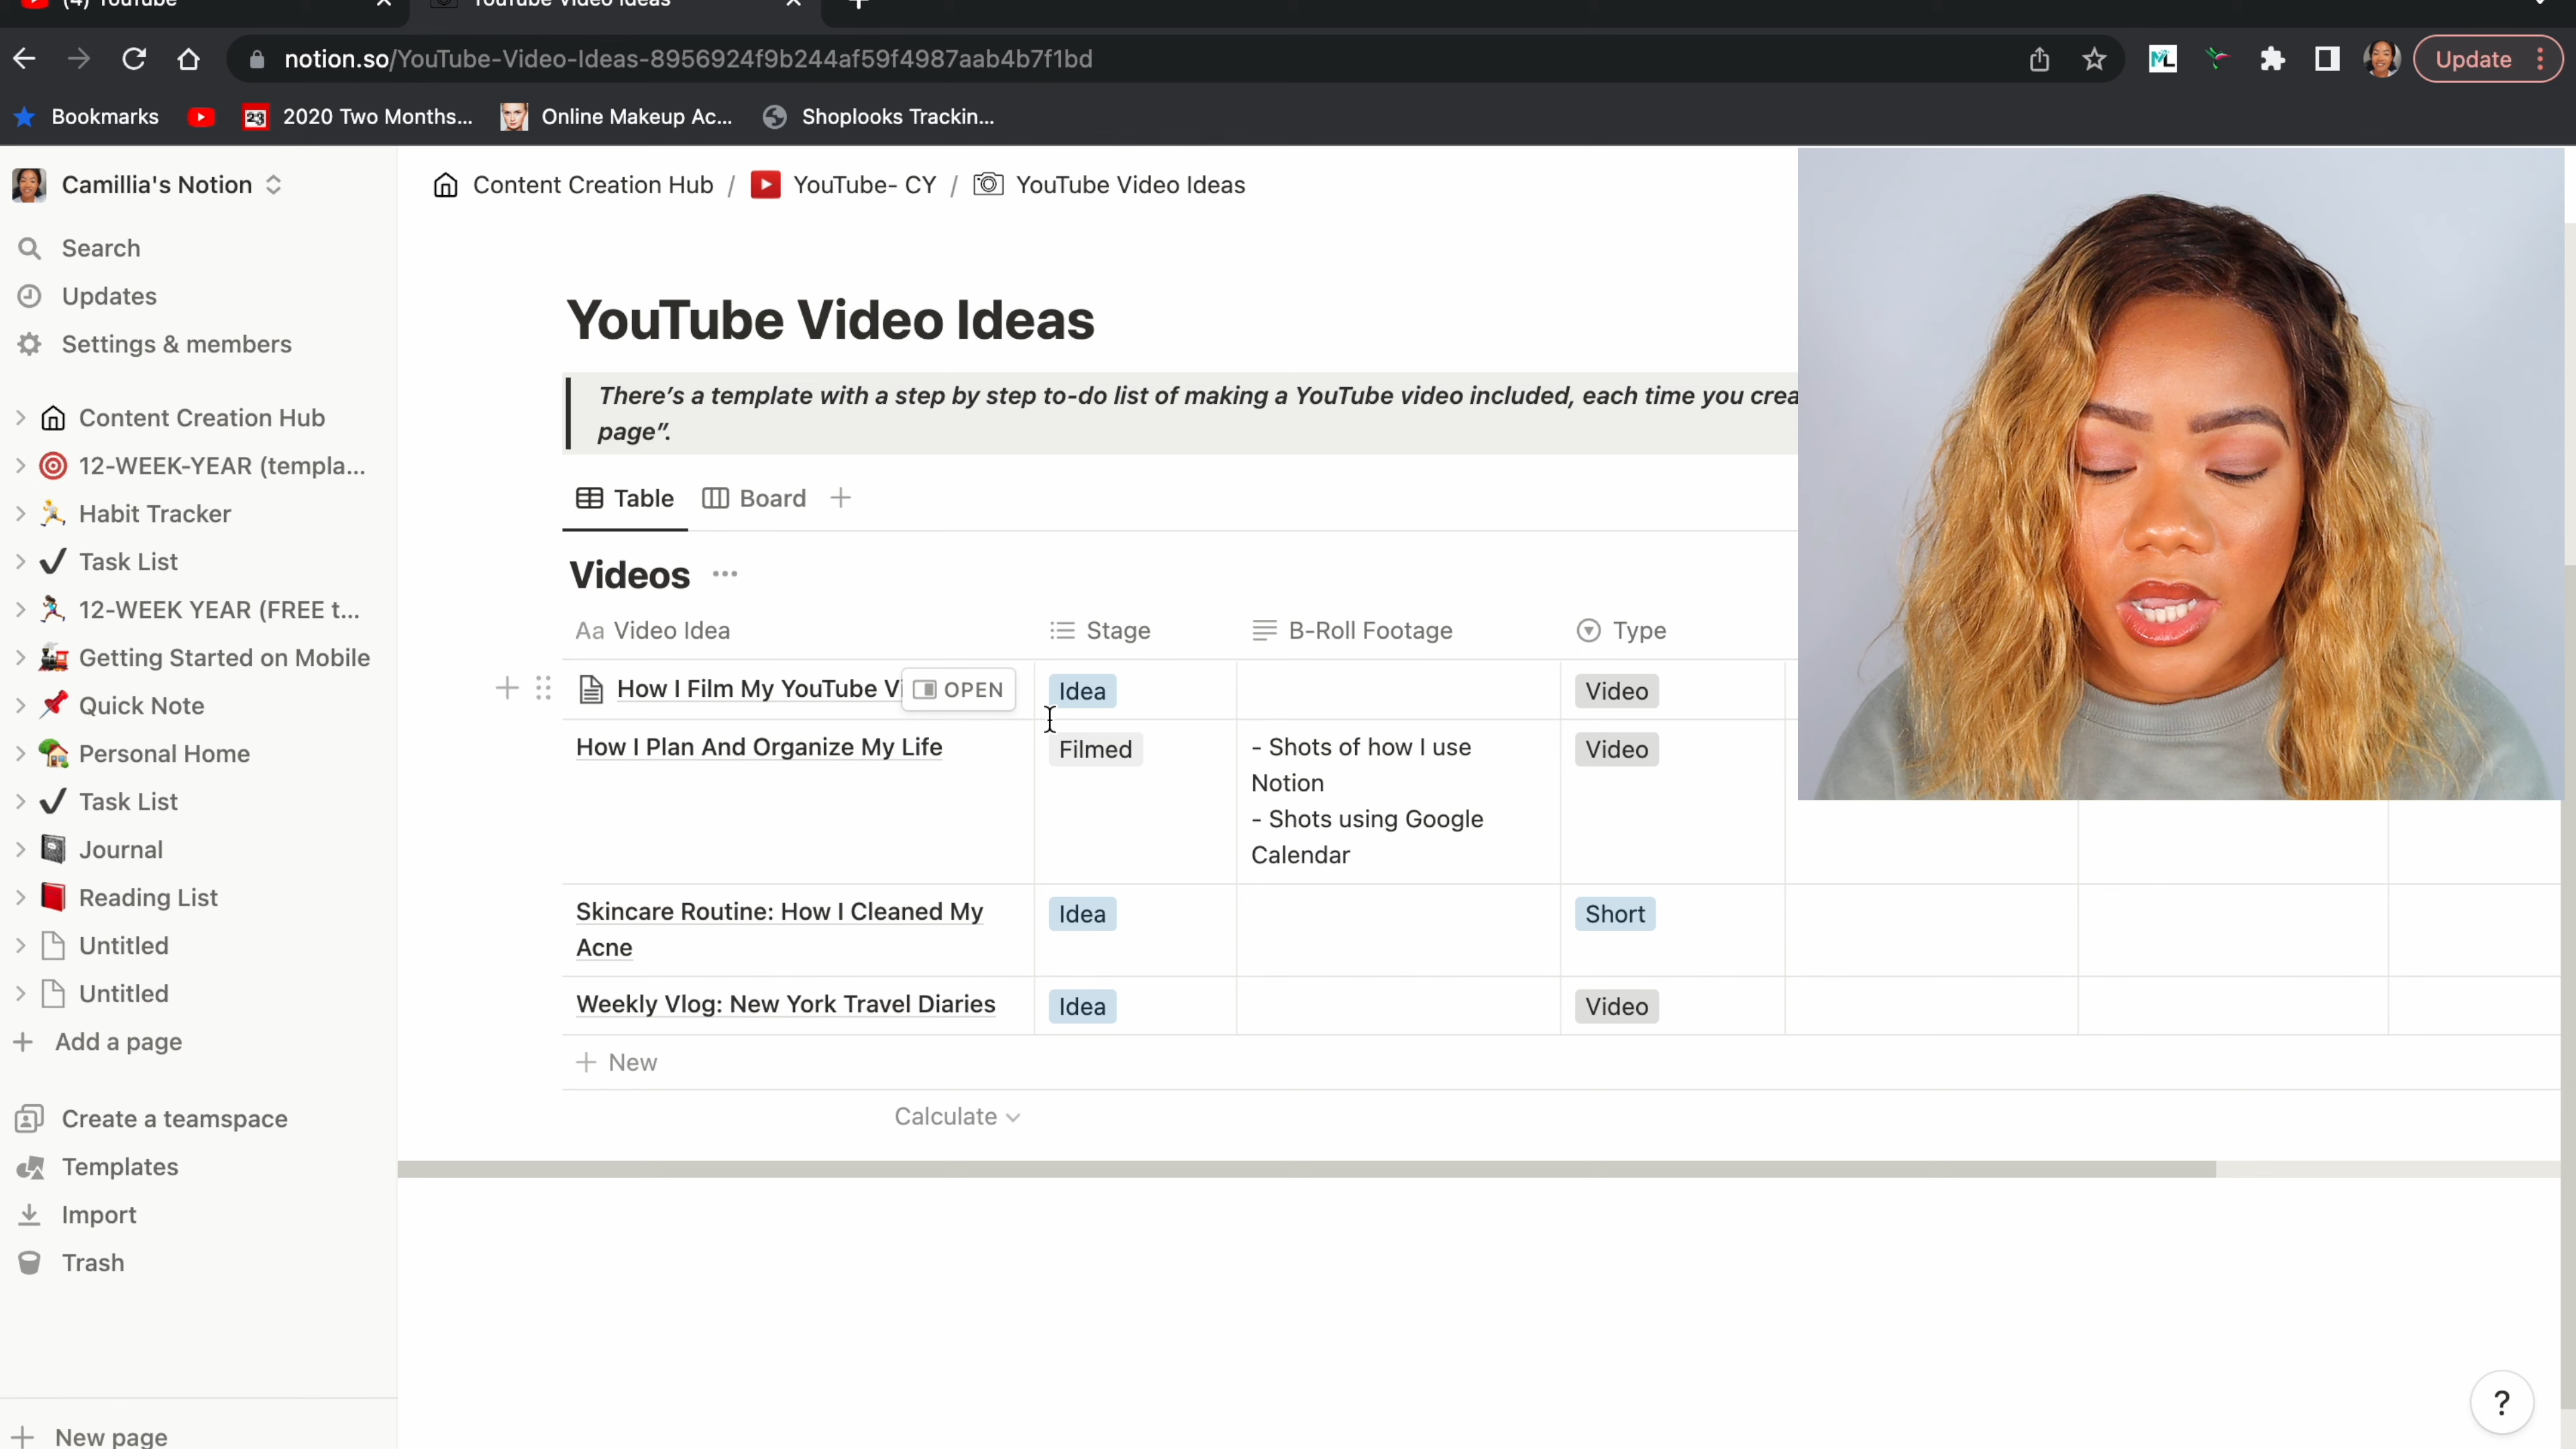 (4) YouTube
YouTube Video Ideas
notion.so/YouTube-Video-Ideas-8956924f9b244af59f4987aab4b7f1bd
Update
Bookmarks
23
2020 Two Months...
Online Makeup Ac...
Shoplooks Trackin...
Camillia's Notion
Search
Updates
Settings & members
Content Creation Hub
12-WEEK-YEAR (templa...
Habit Tracker
Task List
12-WEEK YEAR (FREE t...
Getting Started on Mobile
Quick Note
Personal Home
Task List
Journal
Reading List
Untitled
Untitled
Add a page
Create a teamspace
Templates
Import
Trash
New page
Content Creation Hub / YouTube- CY / YouTube Video Ideas
YouTube Video Ideas
There's a template with a step by step to-do list of making a YouTube video included, each time you crea
page".
Table Board
Videos
Aa Video Idea Stage B-Roll Footage Type
How I Film My YouTube Vi OPEN Idea Video
How I Plan And Organize My Life Filmed - Shots of how I use Video
Notion
- Shots using Google
Calendar
Skincare Routine: How I Cleaned My Idea Short
Acne
Weekly Vlog: New York Travel Diaries Idea Video
New
Calculate
?